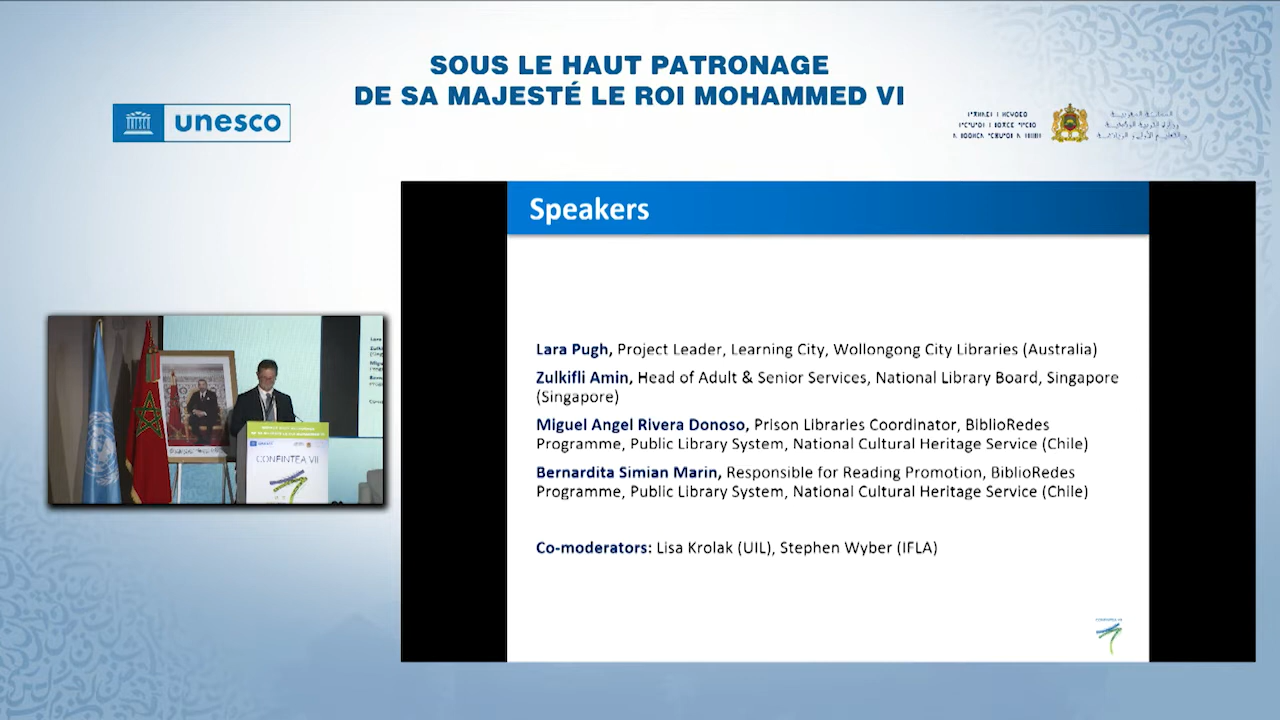 SOUS LE HAUT PATRONAGE
DE SA MAJESTÉ LE ROI MOHAMMED VI
unesco
Speakers
Lara Pugh, Project Leader, Learning City, Wollongong City Libraries (Australia)
Zulkifli Amin, Head of Adult & Senior Services, National Library Board, Singapore
(Singapore)
Miguel Angel Rivera Donoso, Prison Libraries Coordinator, BiblioRedes
Programme, Public Library System, National Cultural Heritage Service (Chile)
Bernardita Simian Marin, Responsible for Reading Promotion, BiblioRedes
Programme, Public Library System, National Cultural Heritage Service (Chile)
Co-moderators: Lisa Krolak (UIL), Stephen Wyber (IFLA)
CONFINTEA VII